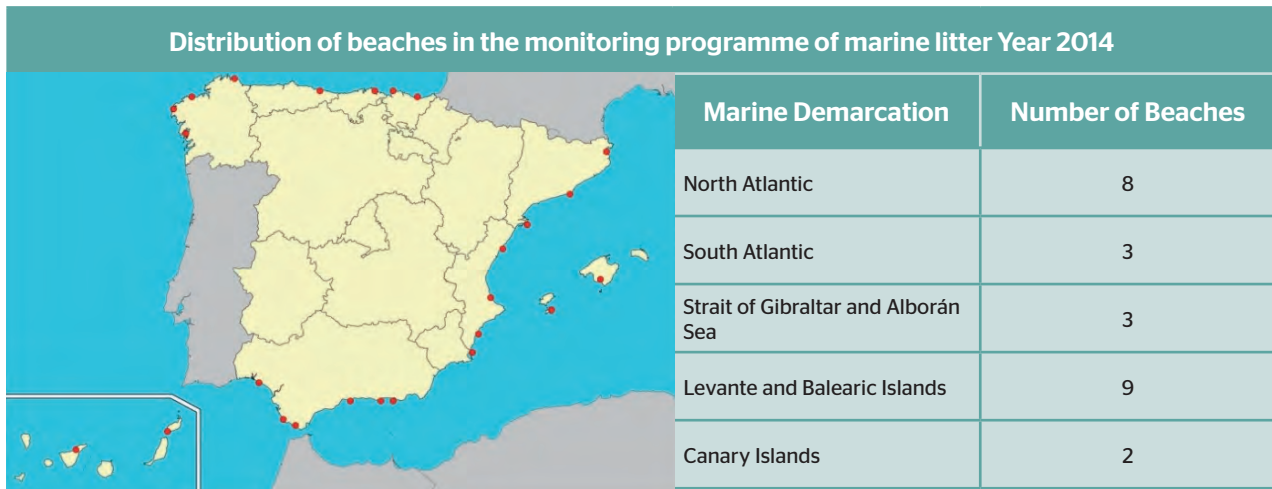 Distribution of beaches in the monitoring programme of marine litter Year 2014
Marine Demarcation Number of Beaches
North Atlantic 8
South Atlantic 3
Strait of Gibraltar and Alborán
Sea 3
Levante and Balearic Islands 9
Canary Islands 2